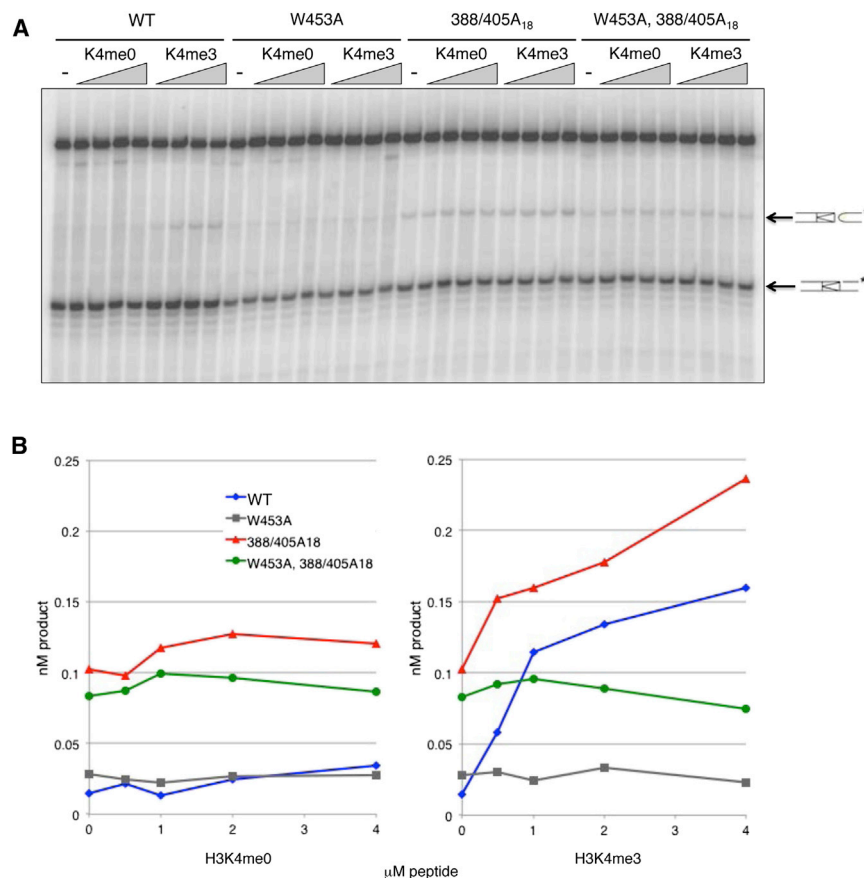 A
WT W453A 388/405A18 W453A, 388/405A18
- K4me0 K4me3 - K4me0 K4me3 - K4me0 K4me3 - K4me0 K4me3
B
0.25 0.25
0.2 0.2
0.15 0.15
0.1 0.1
0.05 0.05
0 0
nM product nM product
WT
W453A
388/405A18
W453A, 388/405A18
0 1 2 3 4 0 1 2 3 4
H3K4me0 H3K4me3
μM peptide